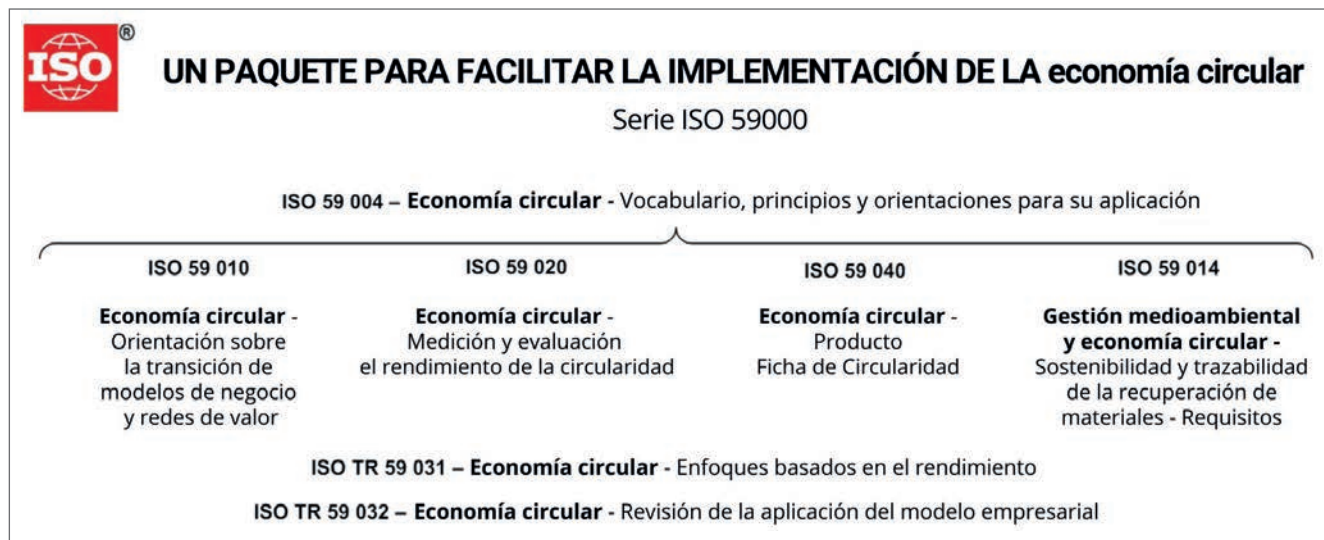 ISO®
UN PAQUETE PARA FACILITAR LA IMPLEMENTACIÓN DE LA economía circular
Serie ISO 59000
ISO 59 004 – Economía circular - Vocabulario, principios y orientaciones para su aplicación
ISO 59 010
Economía circular -
Orientación sobre
la transición de
modelos de negocio
y redes de valor
ISO 59 020
Economía circular -
Medición y evaluación
el rendimiento de la circularidad
ISO 59 040
Economía circular -
Producto
Ficha de Circularidad
ISO 59 014
Gestión medioambiental
y economía circular -
Sostenibilidad y trazabilidad
de la recuperación de
materiales - Requisitos
ISO TR 59 031 – Economía circular - Enfoques basados en el rendimiento
ISO TR 59 032 – Economía circular - Revisión de la aplicación del modelo empresarial